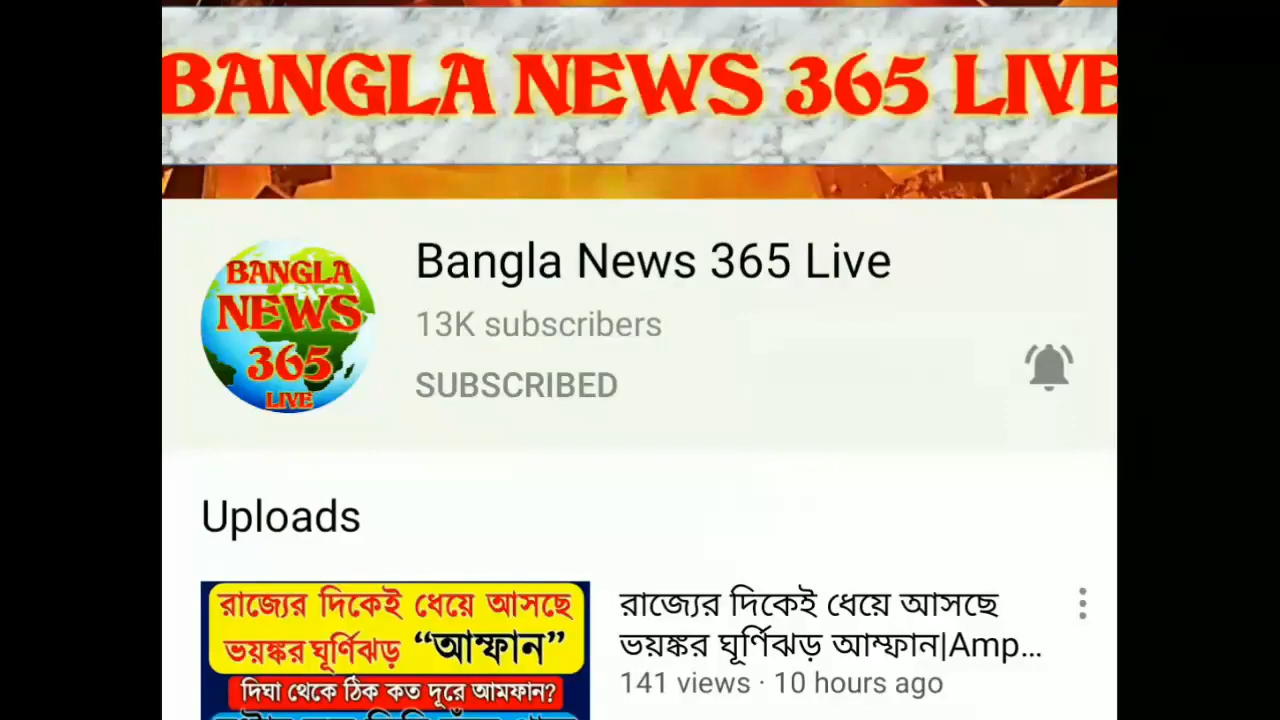 BANGLA NEWS 365 LIVE
BANGLA
NEWS
365
LIVE
Bangla News 365 Live
13K subscribers
SUBSCRIBED
Uploads
রাজ্যের দিকেই ধেয়ে আসছে
ভয়ঙ্কর ঘূর্ণিঝড় “আম্ফান”
দিঘা থেকে ঠিক কত দূরে আমফান?
রাজ্যের দিকেই ধেয়ে আসছে
ভয়ঙ্কর ঘূর্ণিঝড় আম্ফান|Amp...
141 views · 10 hours ago